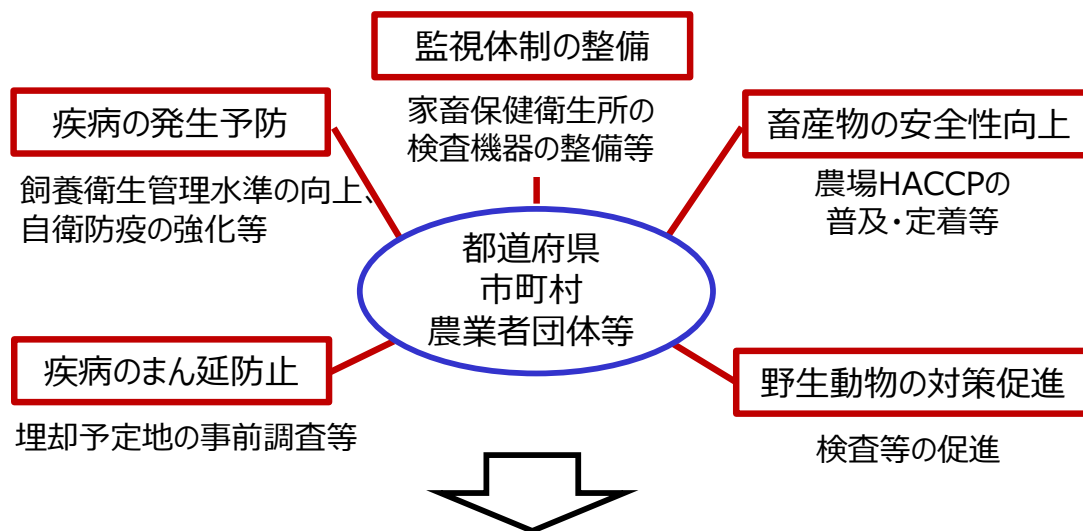 監視体制の整備
家畜保健衛生所の
検査機器の整備等
疾病の発生予防
飼養衛生管理水準の向上、
自衛防疫の強化等
畜産物の安全性向上
農場HACCPの
普及・定着等
都道府県
市町村
農業者団体等
疾病のまん延防止
埋却予定地の事前調査等
野生動物の対策促進
検査等の促進